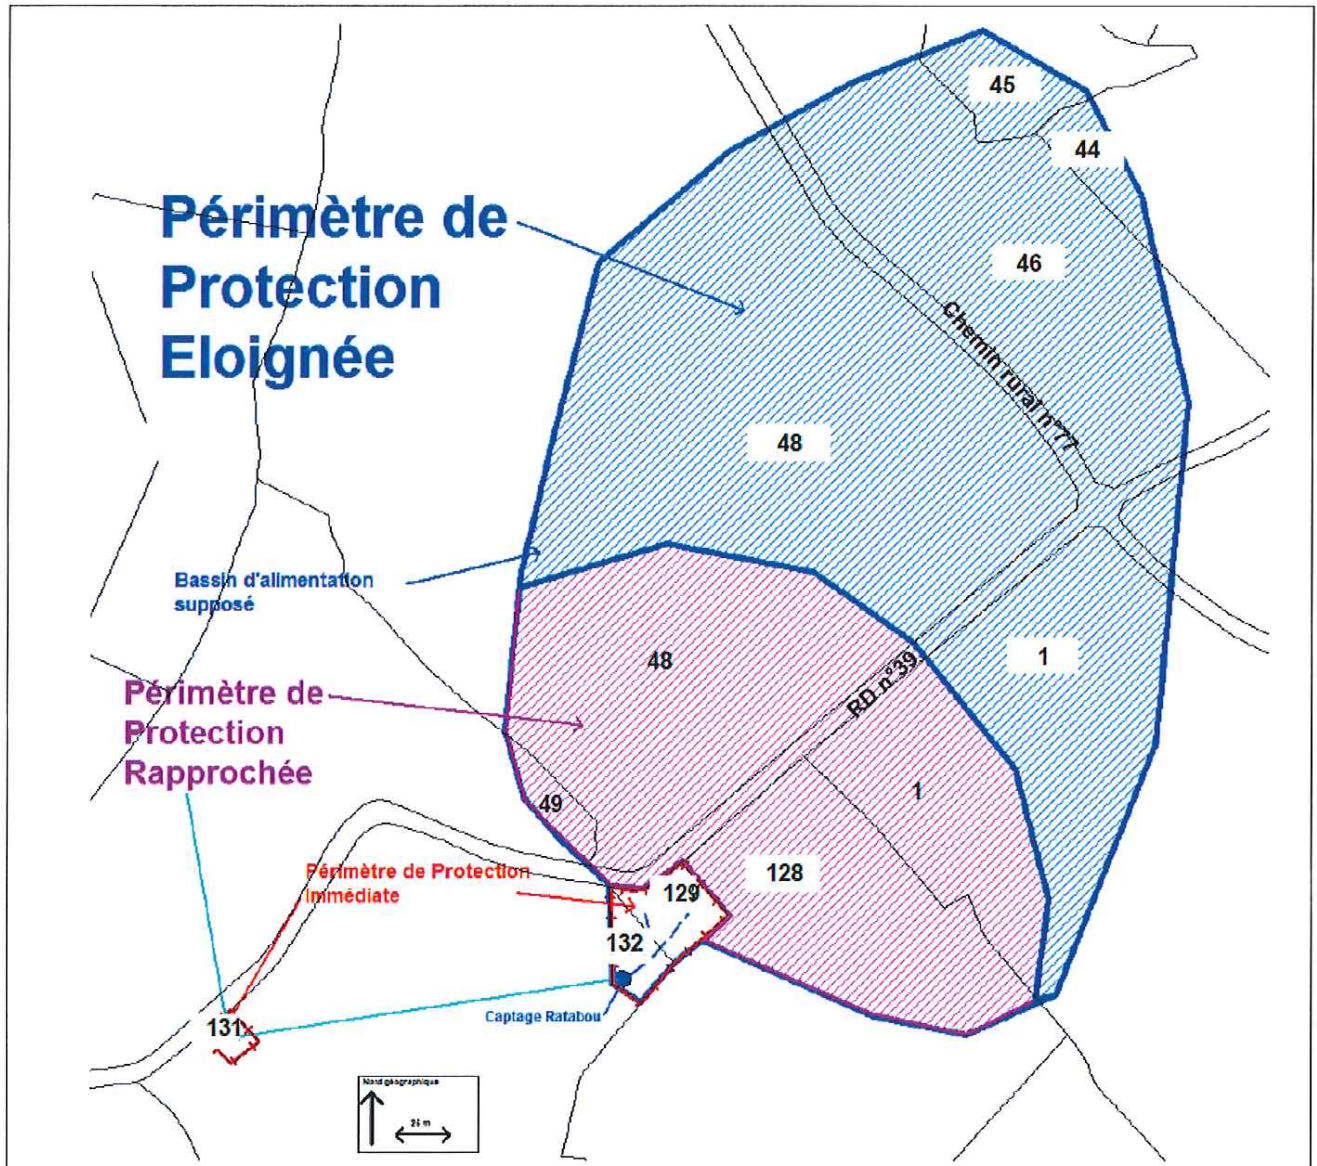 45
44
Périmètre de
Protection
Eloignée
46
Chemin rural n°77
48
Bassin d'alimentation
supposé
48
1
RD n°39
Périmètre de
Protection
Rapprochée
1
49
128
Périmètre de Protection
Immédiate
129
132
Captage Ratabou
131
Nord géographique
25 m